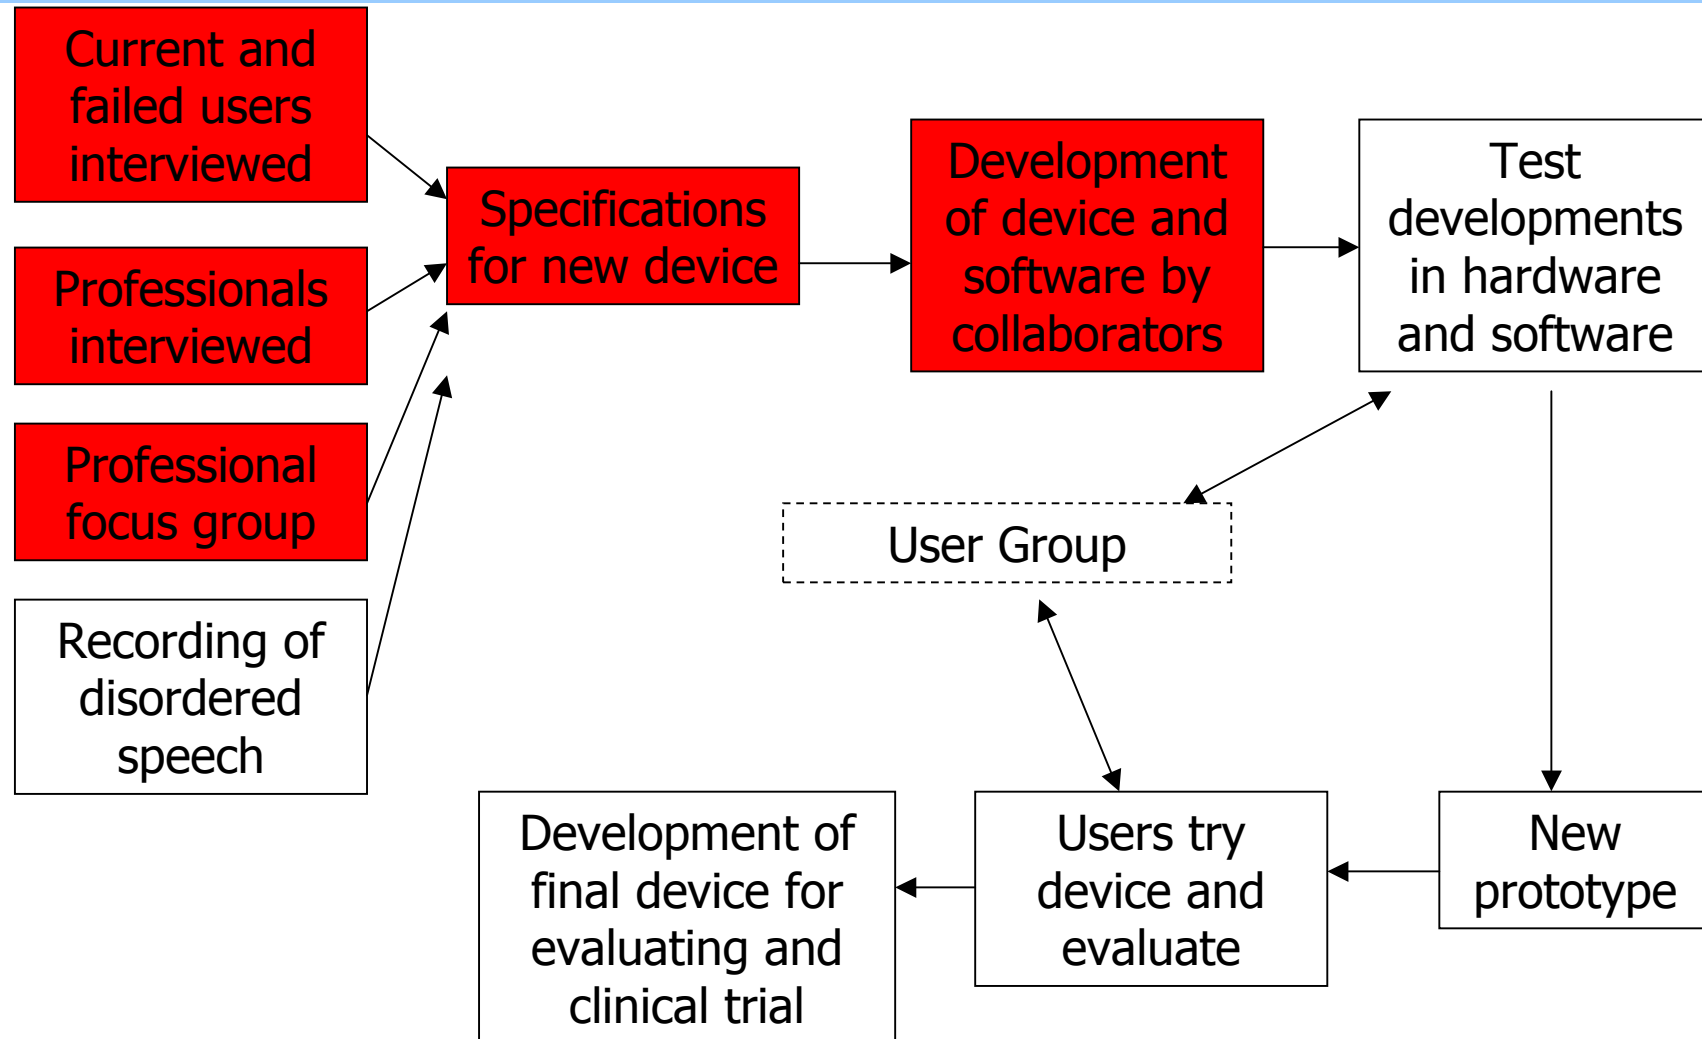 Current and
failed users
interviewed
Professionals
interviewed
Professional
focus group
Recording of
disordered
speech
Specifications
for new device
Development
of device and
software by
collaborators
Test
developments
in hardware
and software
User Group
New
prototype
Users try
device and
evaluate
Development of
final device for
evaluating and
clinical trial